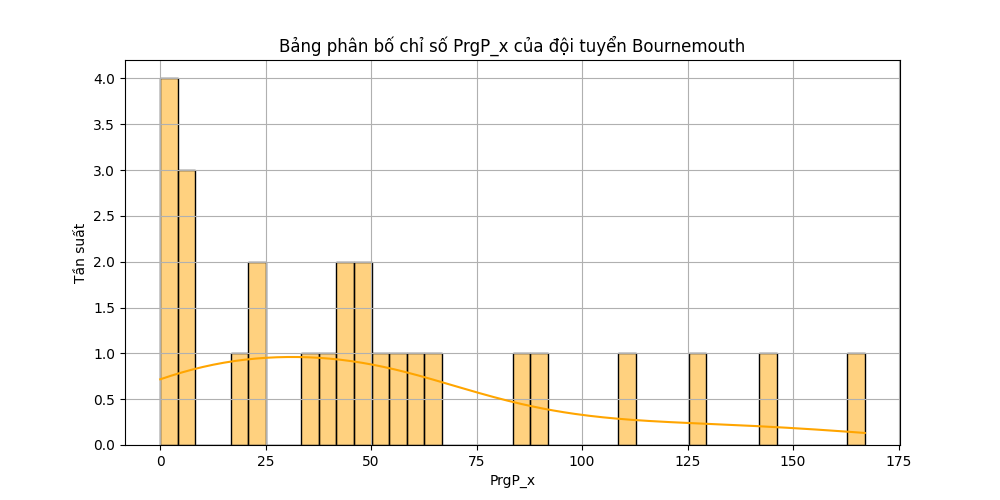 Bảng phân bố chỉ số PrgP_x của đội tuyển Bournemouth
Tần suất
4.0
3.5
3.0
2.5
2.0
1.5
1.0
0.5
0.0
0 25 50 75 100 125 150 175
PrgP_x